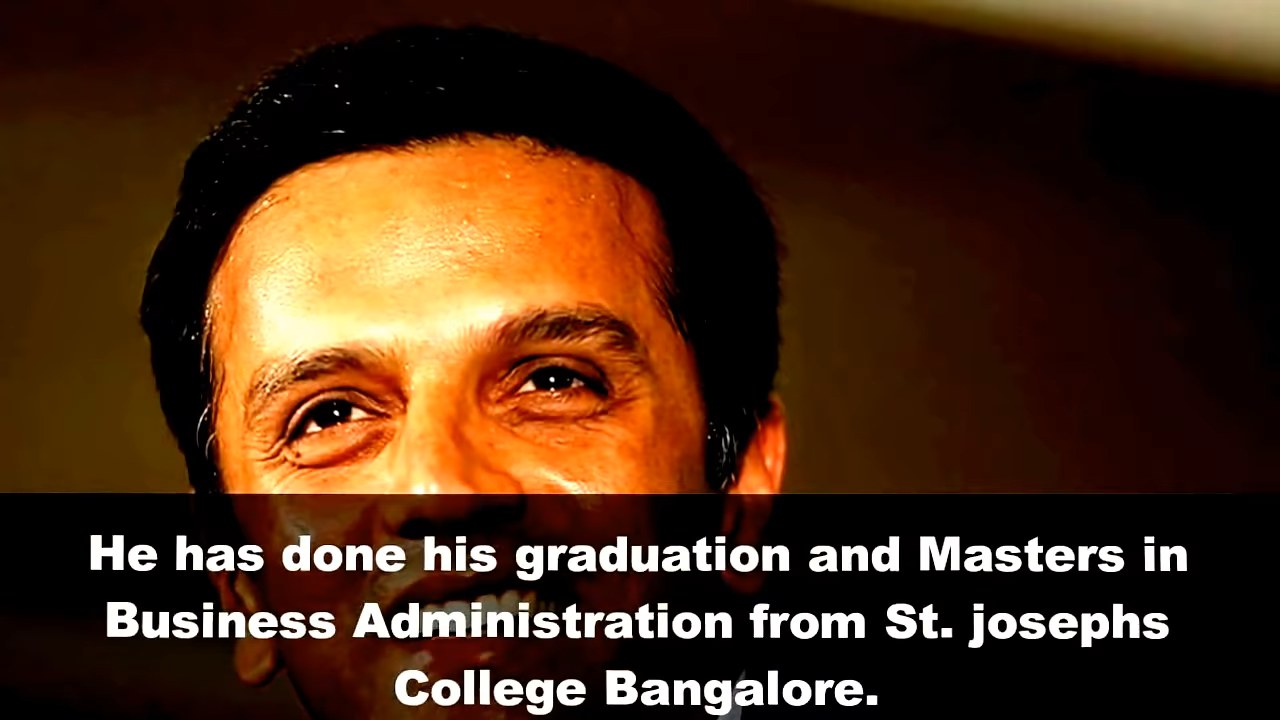 He has done his graduation and Masters in
Business Administration from St. josephs
College Bangalore.